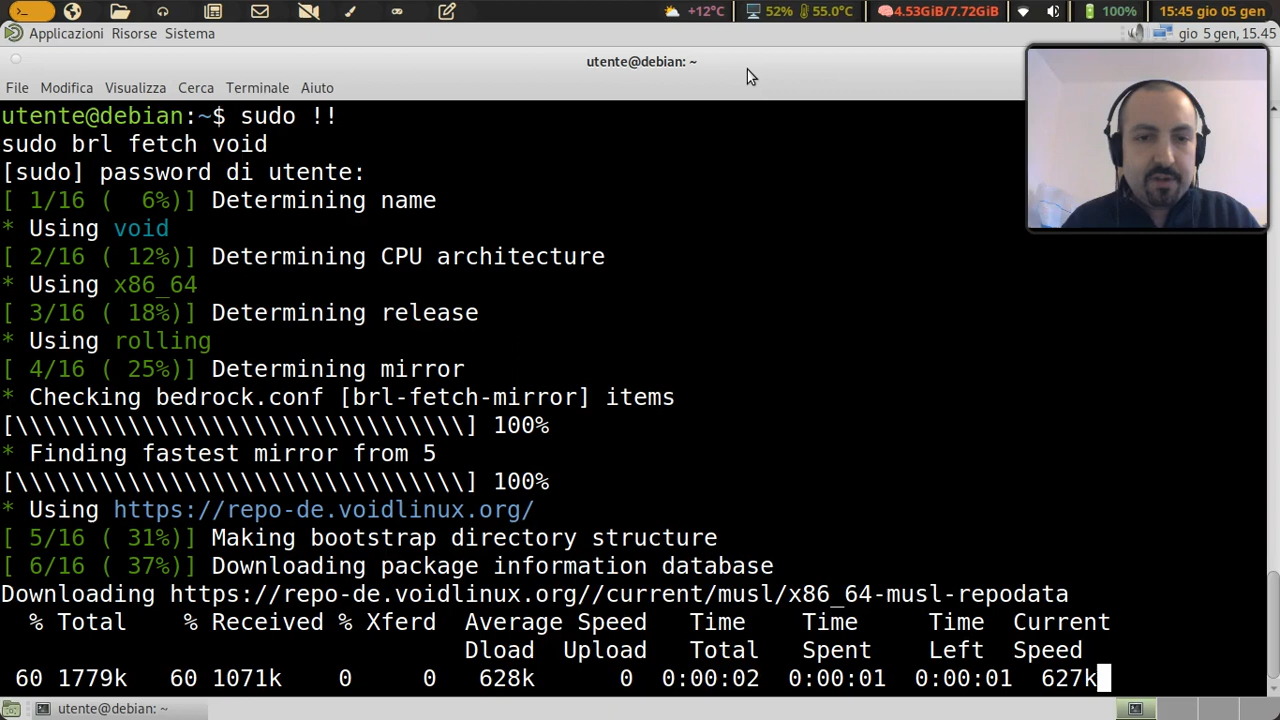 +12°C 52% 55.0°C 4.53GiB/7.72GiB 100% 15:45 gio 05 gen
Applicazioni Risorse Sistema gio 5 gen, 15.45
utente@debian: ~
File Modifica Visualizza Cerca Terminale Aiuto
utente@debian:~$ sudo !!
sudo brl fetch void
[sudo] password di utente:
[ 1/16 (  6%)] Determining name
* Using void
[ 2/16 ( 12%)] Determining CPU architecture
* Using x86_64
[ 3/16 ( 18%)] Determining release
* Using rolling
[ 4/16 ( 25%)] Determining mirror
* Checking bedrock.conf [brl-fetch-mirror] items
[\\\\\\\\\\\\\\\\\\\\\\\\\\\\\\\\] 100%
* Finding fastest mirror from 5
[\\\\\\\\\\\\\\\\\\\\\\\\\\\\\\\\] 100%
* Using https://repo-de.voidlinux.org/
[ 5/16 ( 31%)] Making bootstrap directory structure
[ 6/16 ( 37%)] Downloading package information database
Downloading https://repo-de.voidlinux.org//current/musl/x86_64-musl-repodata
% Total % Received % Xferd Average Speed Time Time Time Current
Dload Upload Total Spent Left Speed
60 1779k 60 1071k 0 0 628k 0 0:00:02 0:00:01 0:00:01 627k
utente@debian: ~